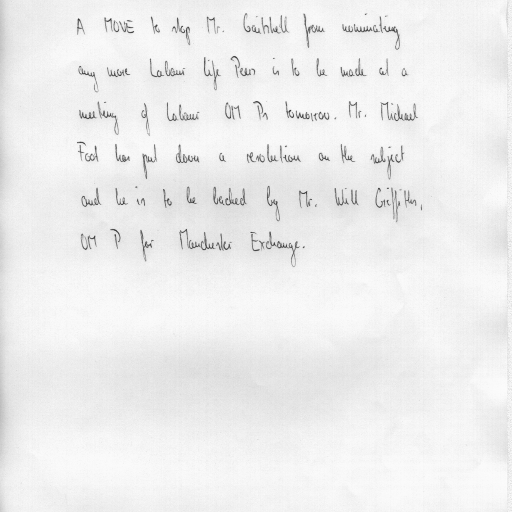 A MOVE to stop Mr. Gaitskell from nominating
any more Labour Life Peers is to be made at a
meeting of Labour OM Ps tomorrow. Mr. Michael
Foot has put down a resolution on the subject
and he is to be backed by Mr. Will Griffiths,
OM P for Manchester Exchange.